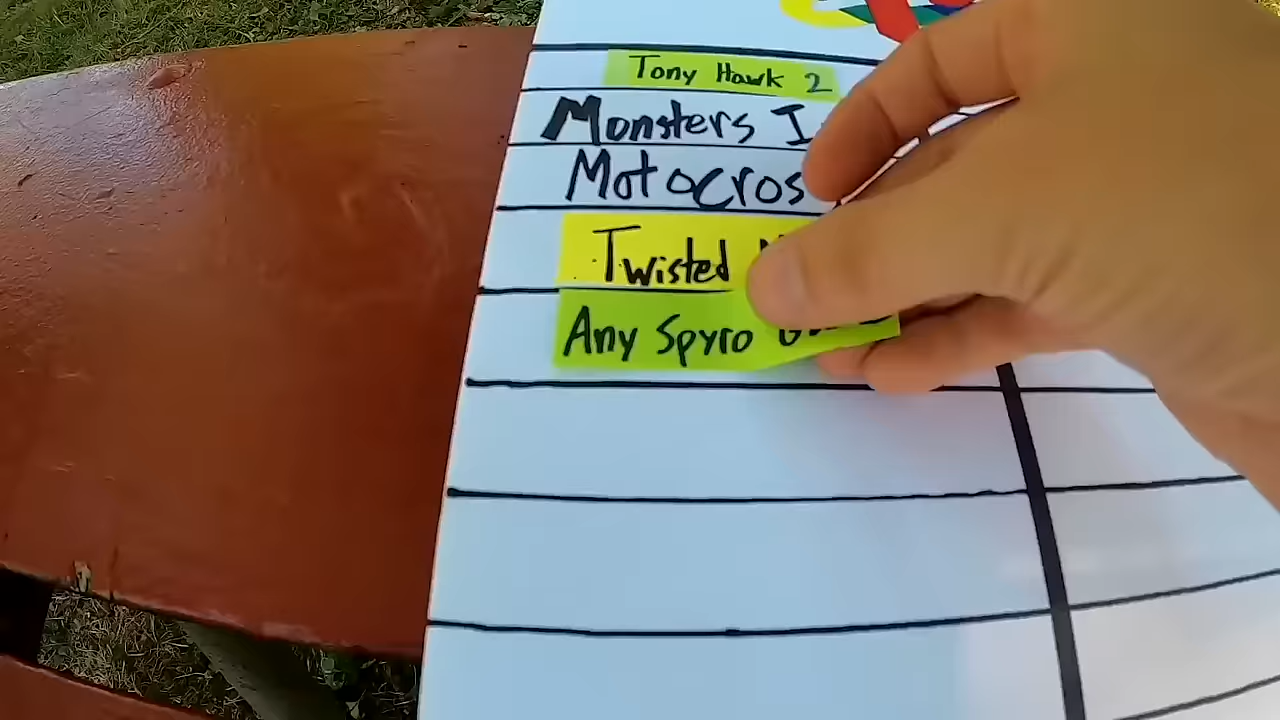 Tony Hawk 2
Monsters
Motocros
Twisted
Any Spyro